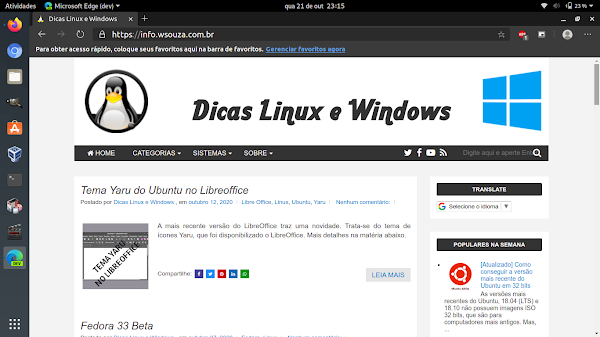 Atividades Microsoft Edge (dev) qua 21 de out 23:15 23 %
Dicas Linux e Windows
https://info.wsouza.com.br
Para obter acesso rápido, coloque seus favoritos aqui na barra de favoritos. Gerenciar favoritos agora
Dicas Linux e Windows
HOME CATEGORIAS SISTEMAS SOBRE Digite aqui e aperte Ent
Tema Yaru do Ubuntu no Libreoffice
Postado por Dicas Linux e Windows , em outubro 12, 2020 Libre Office, Linux, Ubuntu, Yaru Nenhum comentário:
TEMA YARU
NO LIBREOFFICE
A mais recente versão do LibreOffice traz uma novidade. Trata-se do tema de
ícones Yaru, que foi disponibilizado o LibreOffice. Mais detalhes na matéria abaixo.
Compartilhe:
LEIA MAIS
Fedora 33 Beta
TRANSLATE
Selecione o idioma
POPULARES NA SEMANA
[Atualizado] Como
conseguir a versão
mais recente do
Ubuntu em 32 bits
As versões mais
recentes do Ubuntu, 18.04 (LTS) e
18.10 não possuem imagens ISO
32 bits, que são para
computadores mais antigos. Mas,
...
DEV